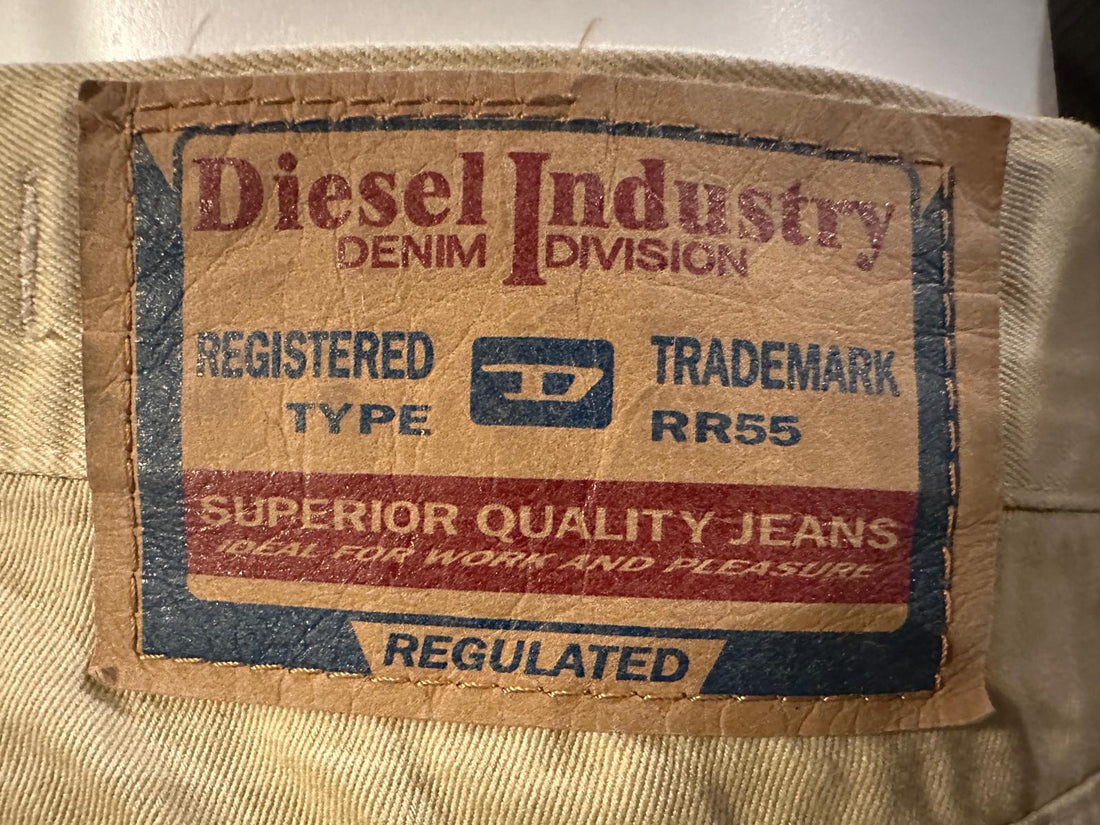 Diesel Industry
DENIM DIVISION
REGISTERED D TRADEMARK
TYPE RR55
SUPERIOR QUALITY JEANS
IDEAL FOR WORK AND PLEASURE
REGULATED